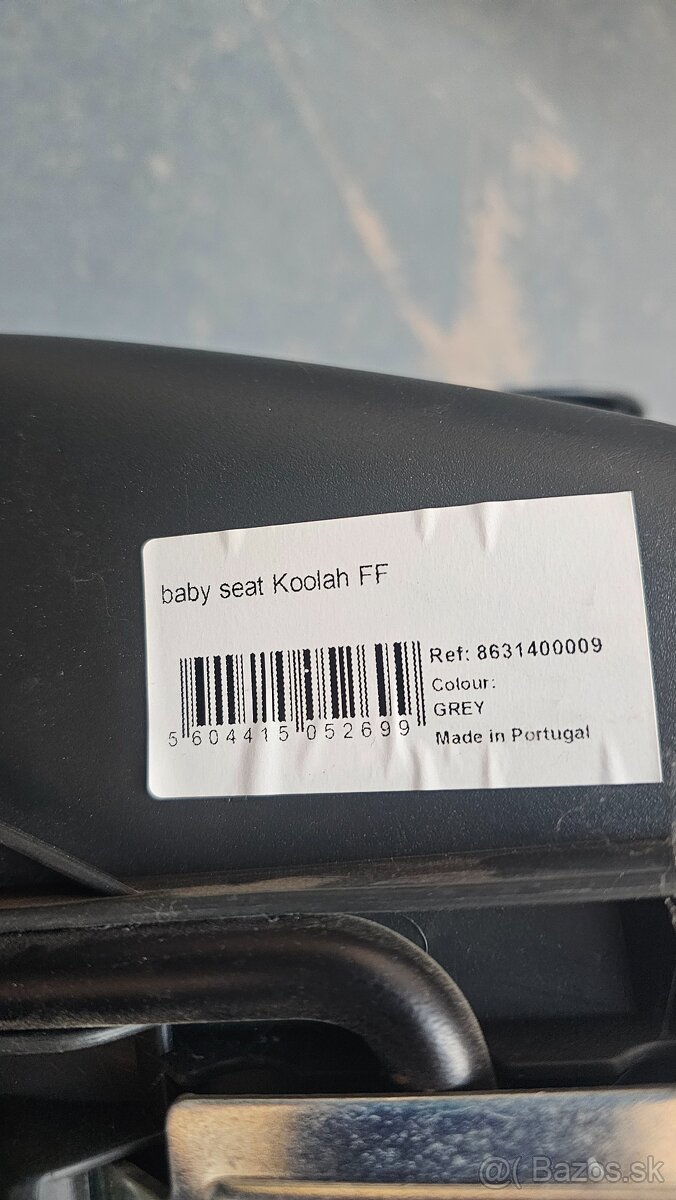 baby seat Koolah FF
Ref: 8631400009
Colour:
GREY
5 604415 052699
Made in Portugal
@( Bazos.sk